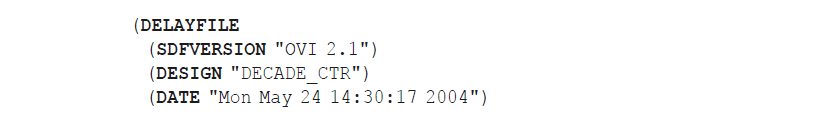 (DELAYFILE
(SDFVERSION "OVI 2.1")
(DESIGN "DECADE_CTR")
(DATE "Mon May 24 14:30:17 2004")